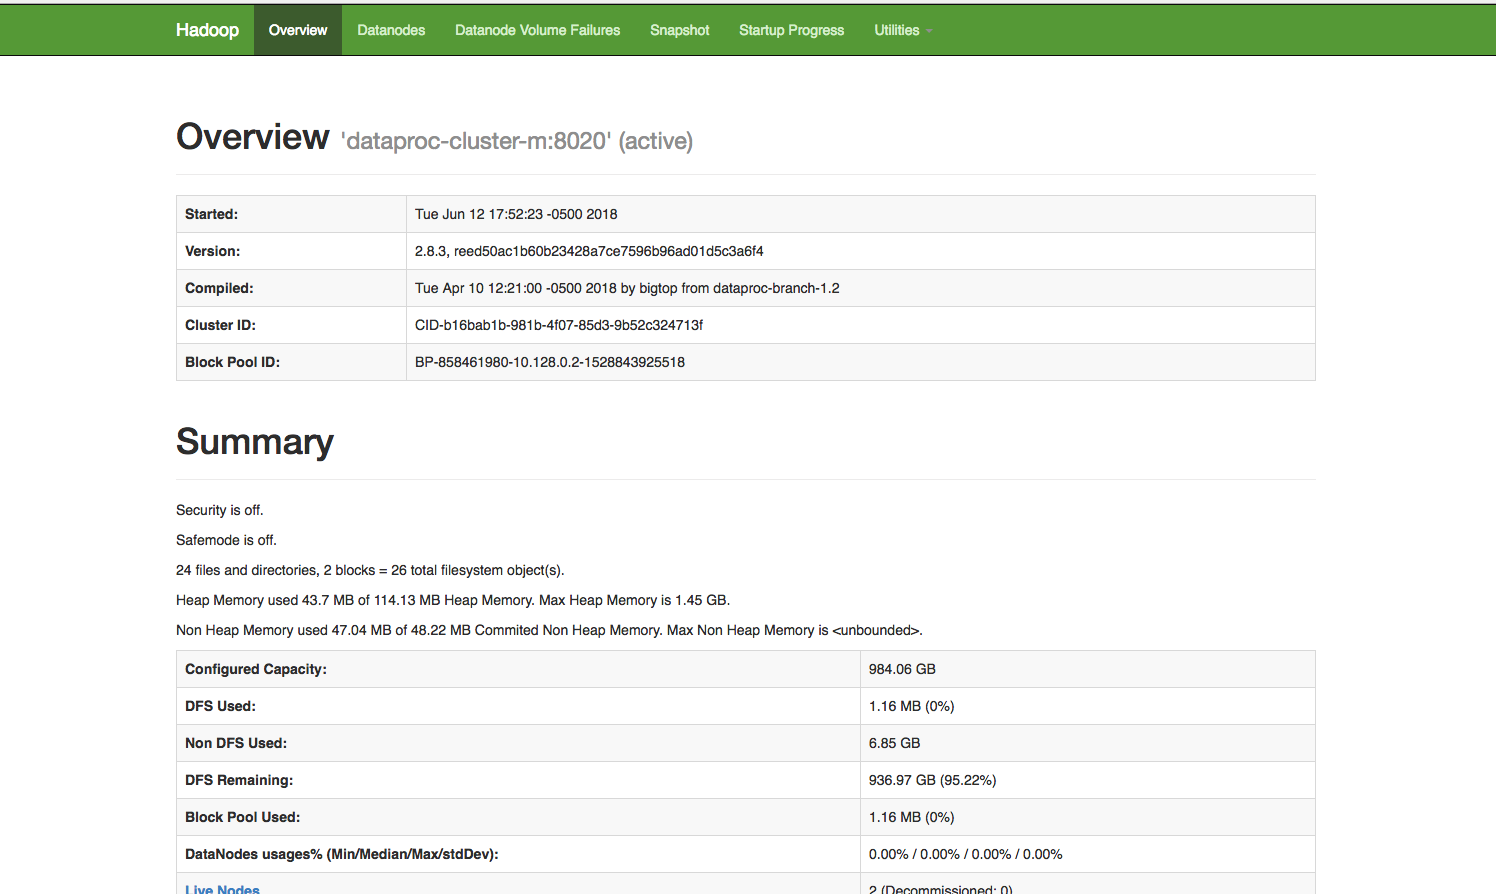 Hadoop Overview Datanodes Datanode Volume Failures Snapshot Startup Progress Utilities
Overview 'dataproc-cluster-m:8020' (active)
Started: Tue Jun 12 17:52:23 -0500 2018
Version: 2.8.3, reed50ac1b60b23428a7ce7596b96ad01d5c3a6f4
Compiled: Tue Apr 10 12:21:00 -0500 2018 by bigtop from dataproc-branch-1.2
Cluster ID: CID-b16bab1b-981b-4f07-85d3-9b52c324713f
Block Pool ID: BP-858461980-10.128.0.2-1528843925518
Summary
Security is off.
Safemode is off.
24 files and directories, 2 blocks = 26 total filesystem object(s).
Heap Memory used 43.7 MB of 114.13 MB Heap Memory. Max Heap Memory is 1.45 GB.
Non Heap Memory used 47.04 MB of 48.22 MB Commited Non Heap Memory. Max Non Heap Memory is <unbounded>.
Configured Capacity: 984.06 GB
DFS Used: 1.16 MB (0%)
Non DFS Used: 6.85 GB
DFS Remaining: 936.97 GB (95.22%)
Block Pool Used: 1.16 MB (0%)
DataNodes usages% (Min/Median/Max/stdDev): 0.00% / 0.00% / 0.00% / 0.00%
Live Nodes 2 (Decommissioned: 0)